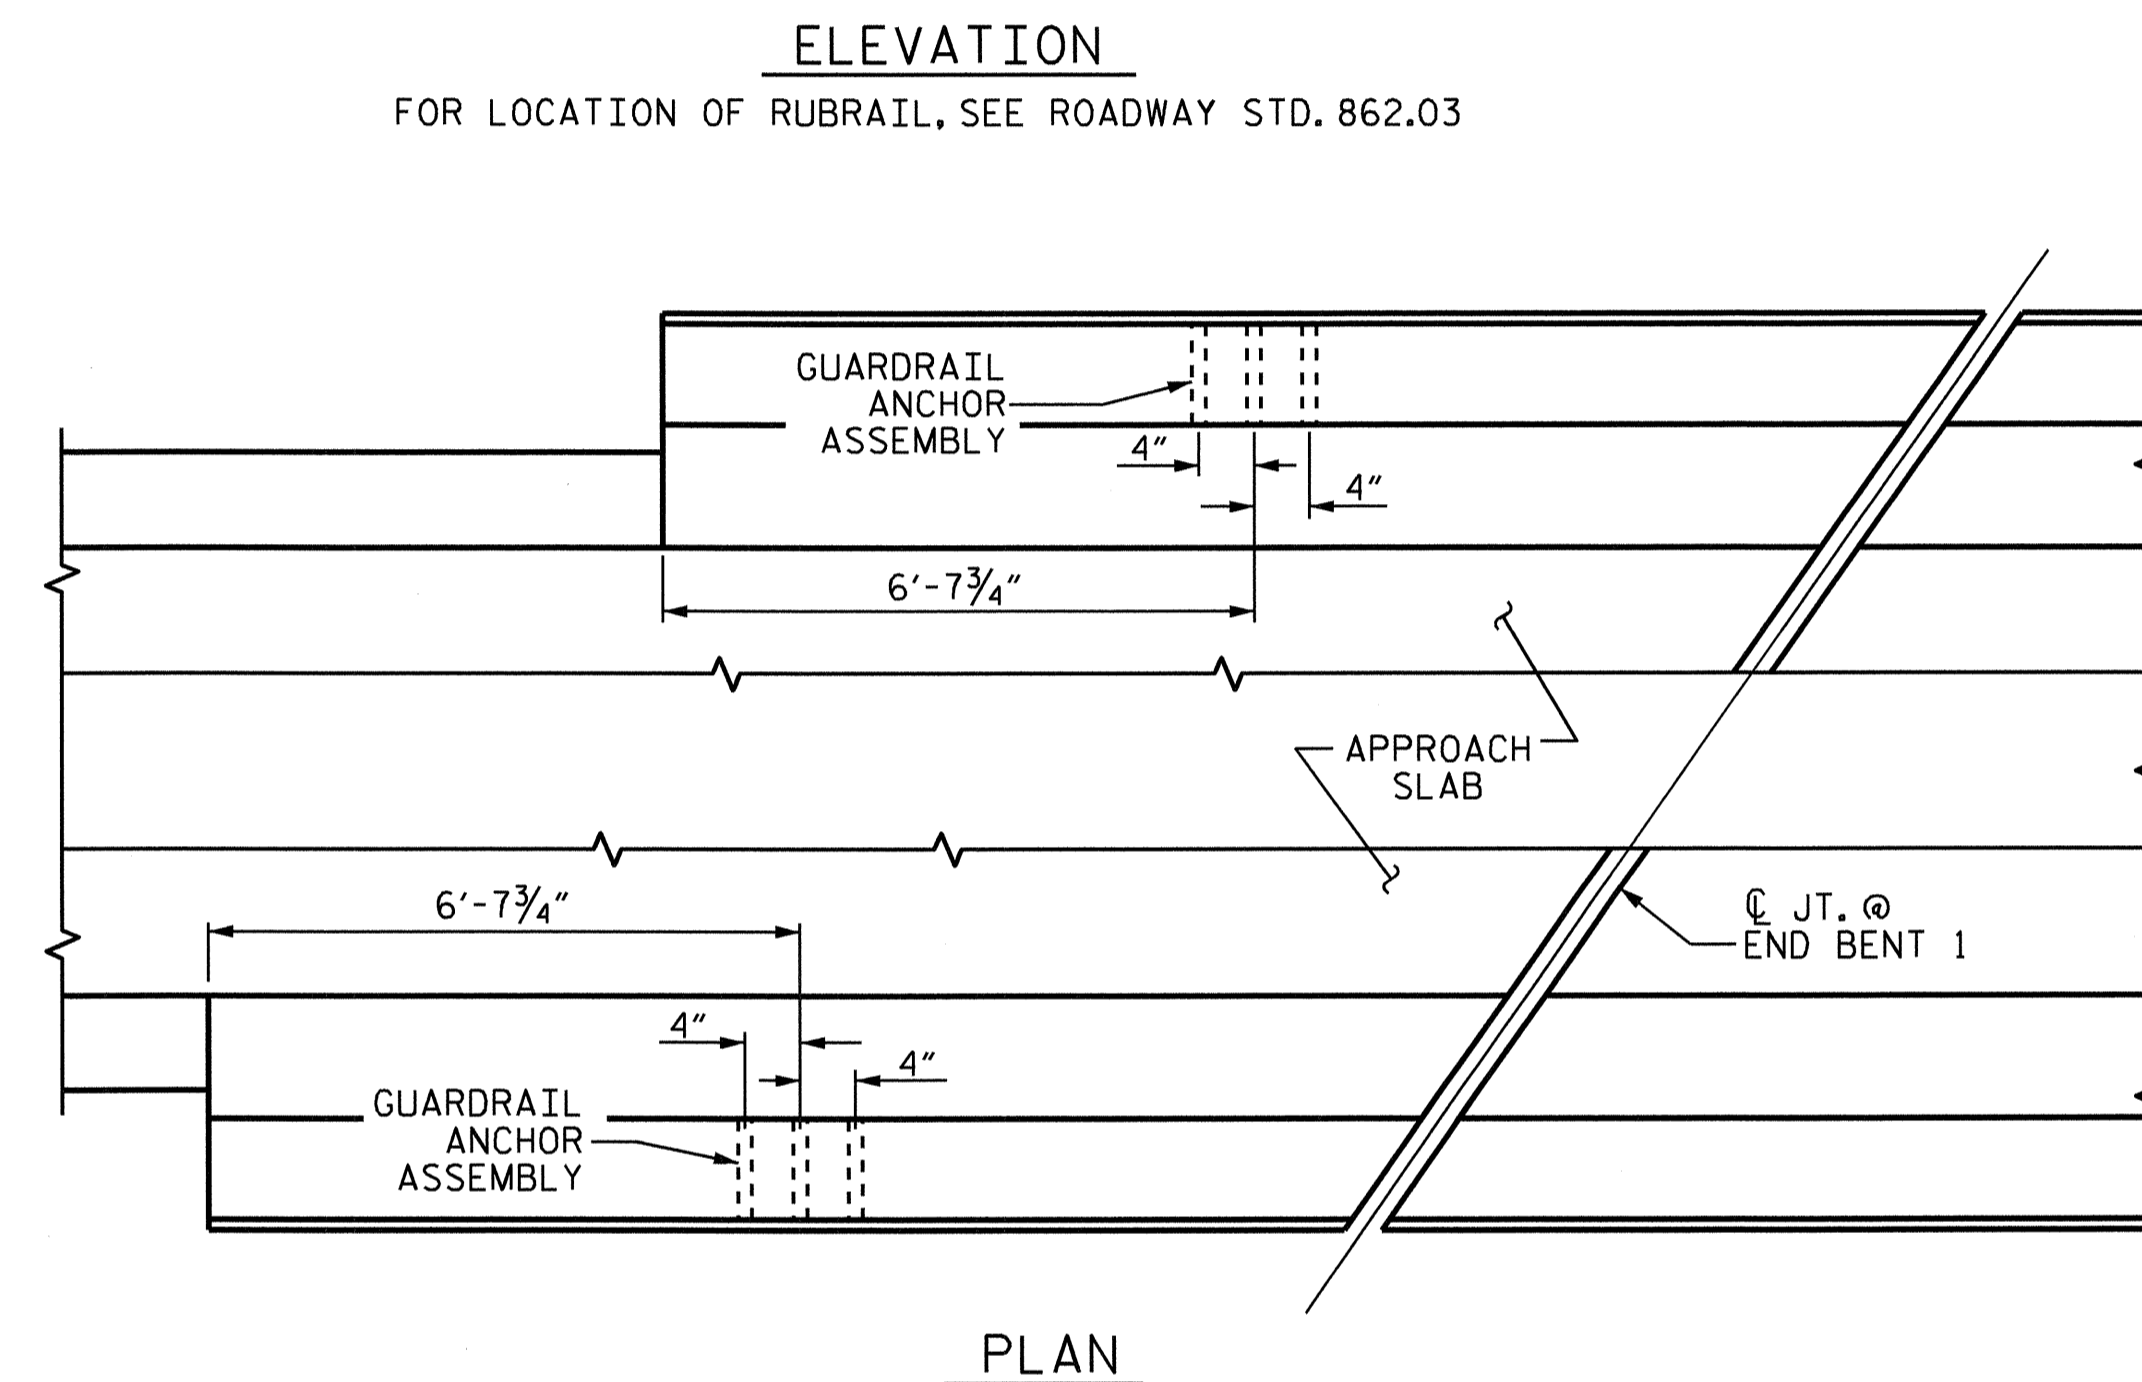 ELEVATION
FOR LOCATION OF RUBRAIL, SEE ROADWAY STD. 862.03
GUARDRAIL
ANCHOR
ASSEMBLY
4"
4"
6'-7¾"
APPROACH
SLAB
6'-7¾"
℄ JT. @
END BENT 1
4"
4"
GUARDRAIL
ANCHOR
ASSEMBLY
PLAN